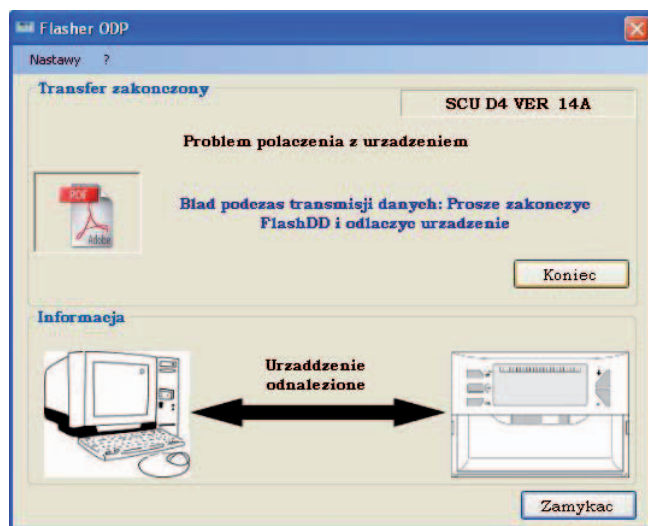 Flasher ODP
Nastawy ?
Transfer zakonczony
SCU D4 VER 14A
Problem polaczenia z urzadzeniem
PDF
Adobe
Blad podczas transmisji danych: Prosze zakonczyc
FlashDD i odlaczyc urzadzenie
Koniec
Informacja
Urzaddzenie
odnalezione
Zamykac